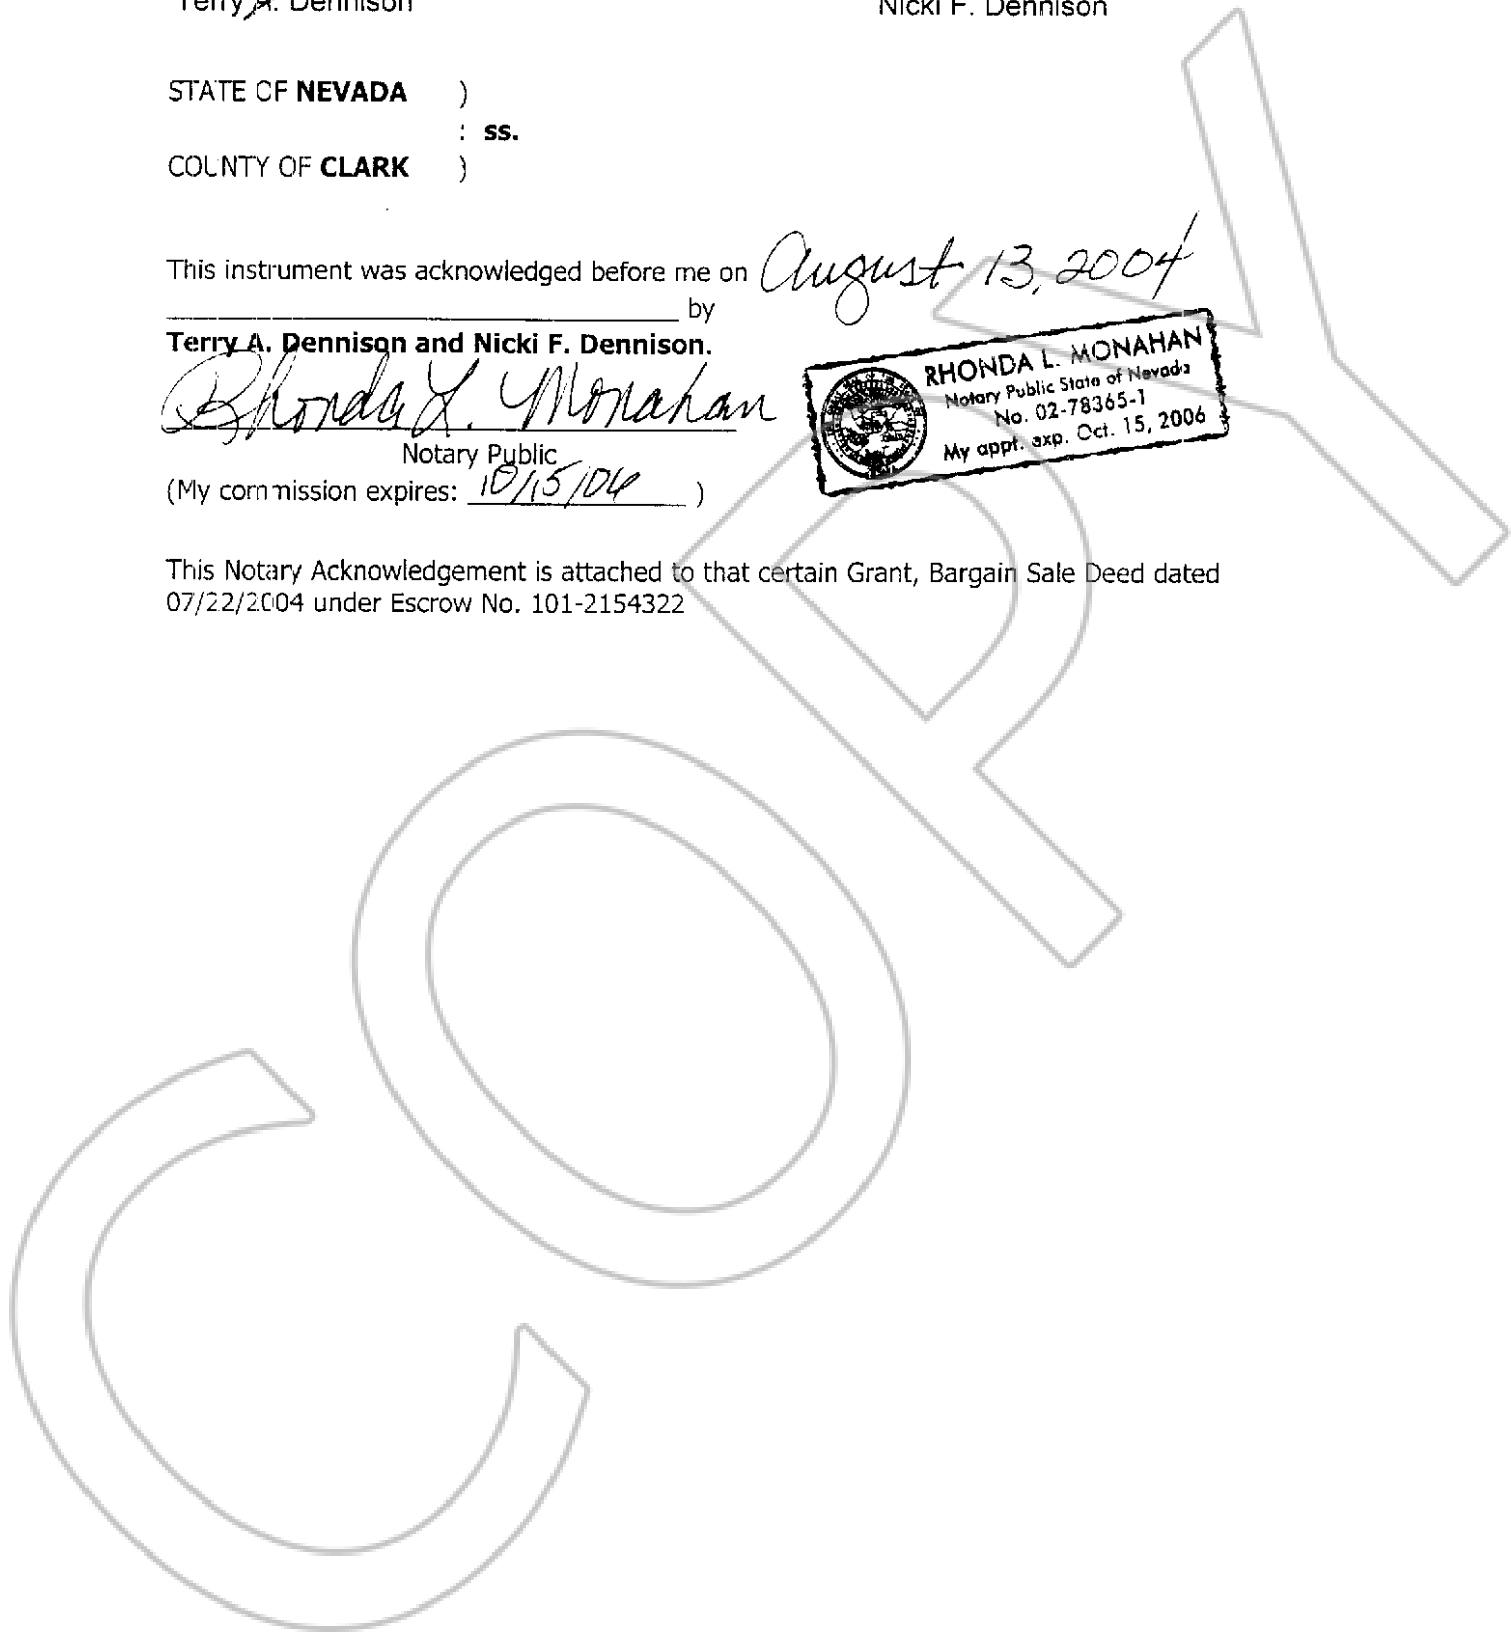 Terry A. Dennison Nicki F. Dennison
STATE OF NEVADA )
: ss.
COUNTY OF CLARK )
This instrument was acknowledged before me on August 13, 2004
by
Terry A. Dennison and Nicki F. Dennison.
Rhonda L. Monahan
Notary Public
(My commission expires: 10/15/06 )
RHONDA L. MONAHAN
Notary Public State of Nevada
No. 02-78365-1
My appt. exp. Oct. 15, 2006
This Notary Acknowledgement is attached to that certain Grant, Bargain Sale Deed dated
07/22/2004 under Escrow No. 101-2154322
COPY